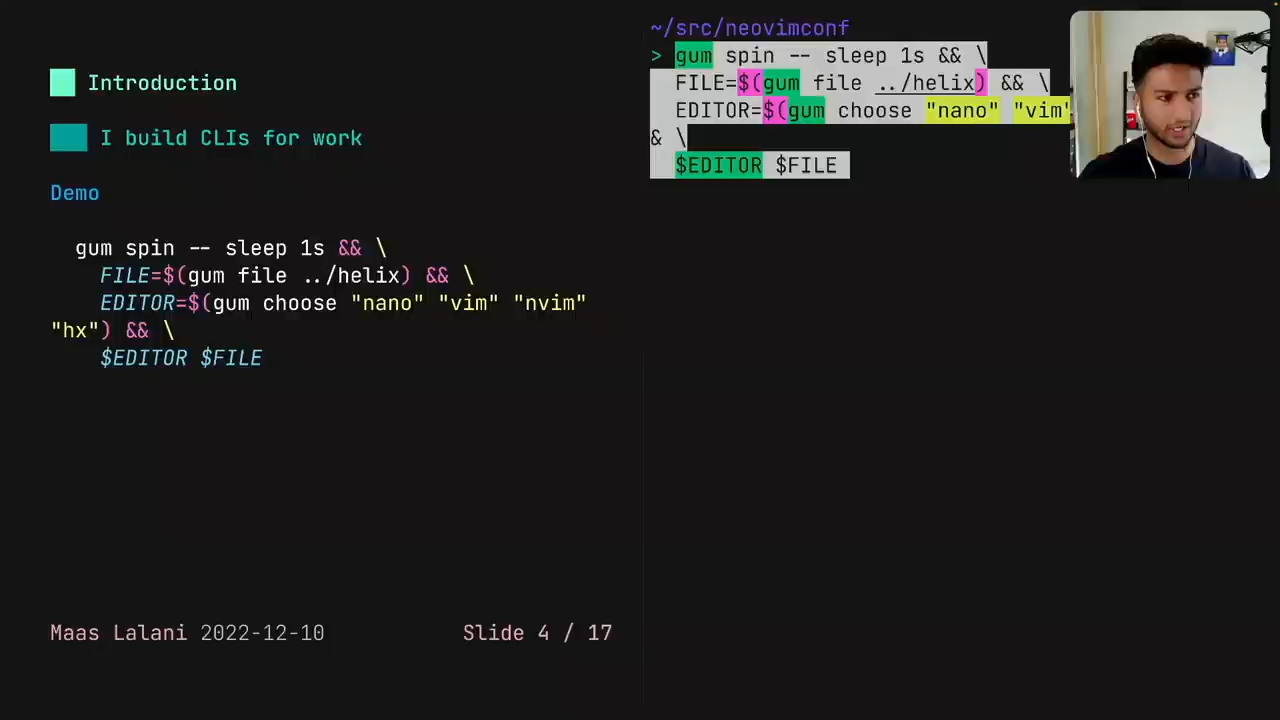 Introduction
I build CLIs for work
Demo
gum spin -- sleep 1s && \
FILE=$(gum file ../helix) && \
EDITOR=$(gum choose "nano" "vim" "nvim"
"hx") && \
$EDITOR $FILE
Maas Lalani 2022-12-10
Slide 4 / 17
~/src/neovimconf
> gum spin -- sleep 1s && \
FILE=$(gum file ../helix) && \
EDITOR=$(gum choose "nano" "vim"
& \
$EDITOR $FILE